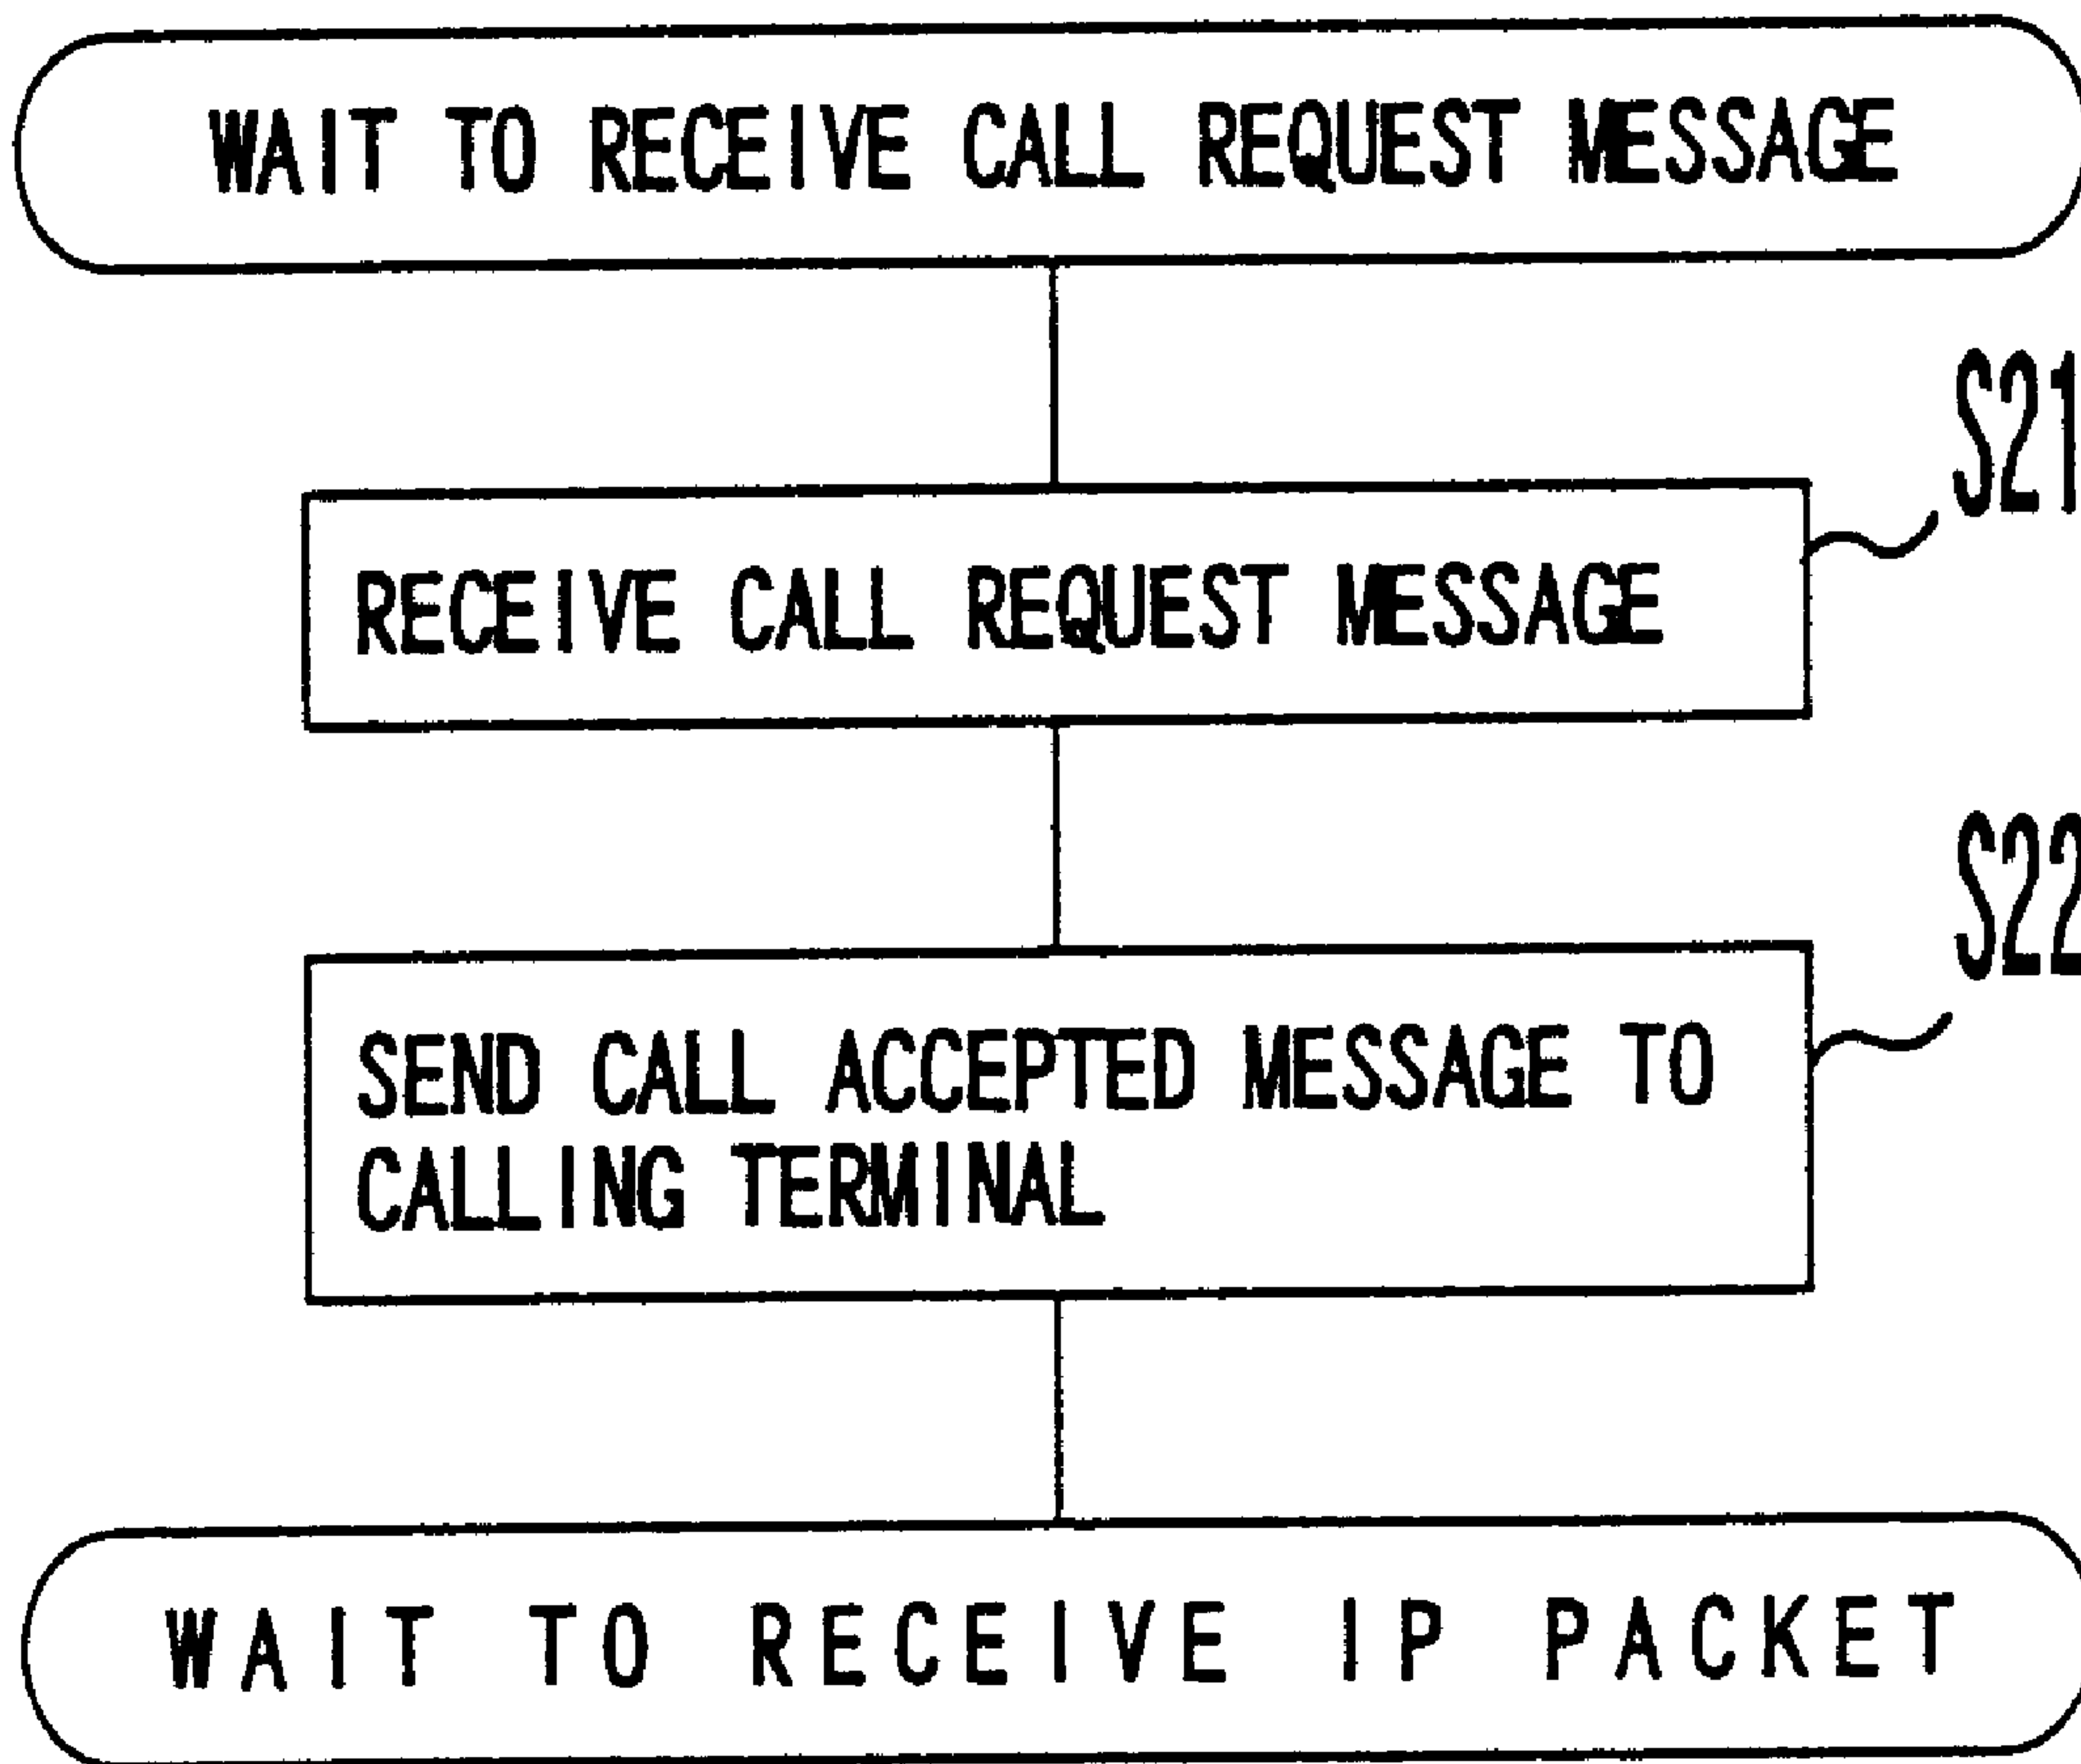 WAIT TO RECEIVE CALL REQUEST MESSAGE
S21
RECEIVE CALL REQUEST MESSAGE
S22
SEND CALL ACCEPTED MESSAGE TO
CALLING TERMINAL
WAIT TO RECEIVE IP PACKET